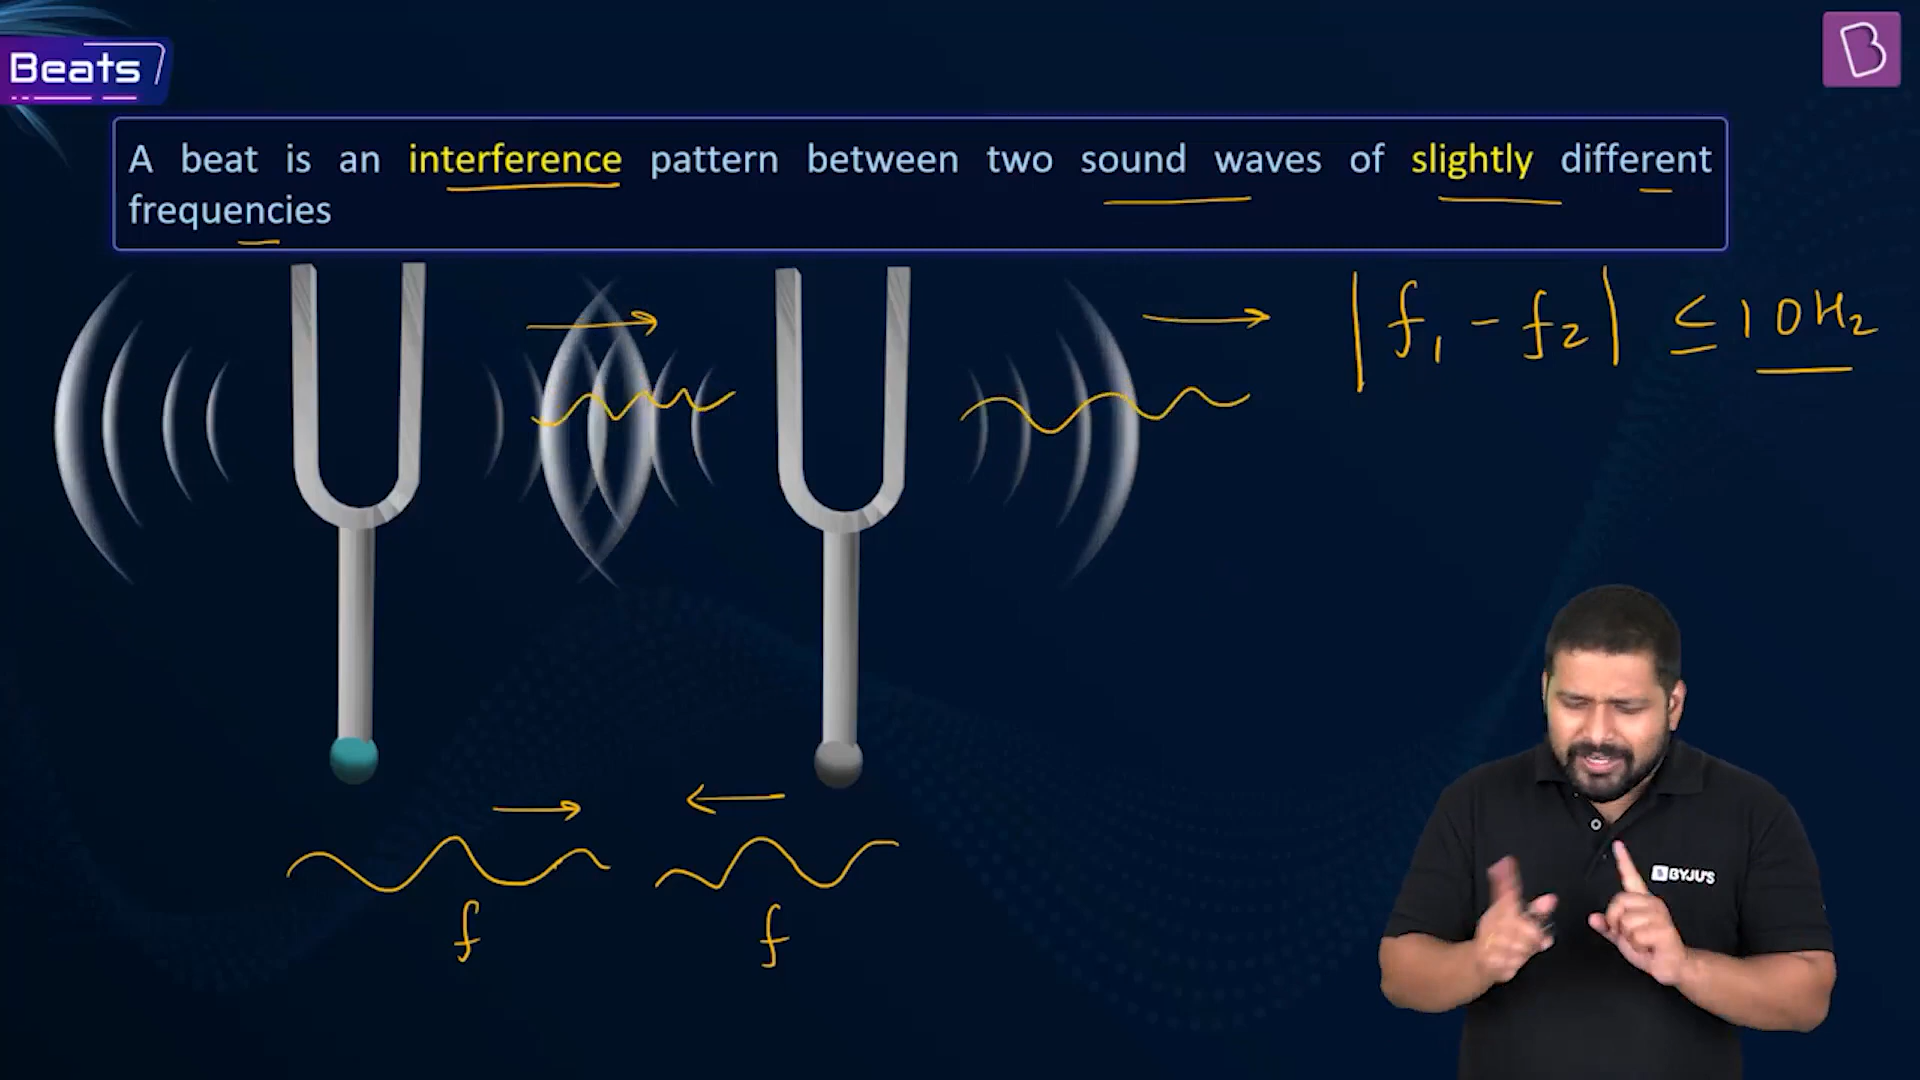 Beats
A beat is an interference pattern between two sound waves of slightly different
frequencies
|f₁ - f₂| ≤ 10Hz
BYJU'S
f f